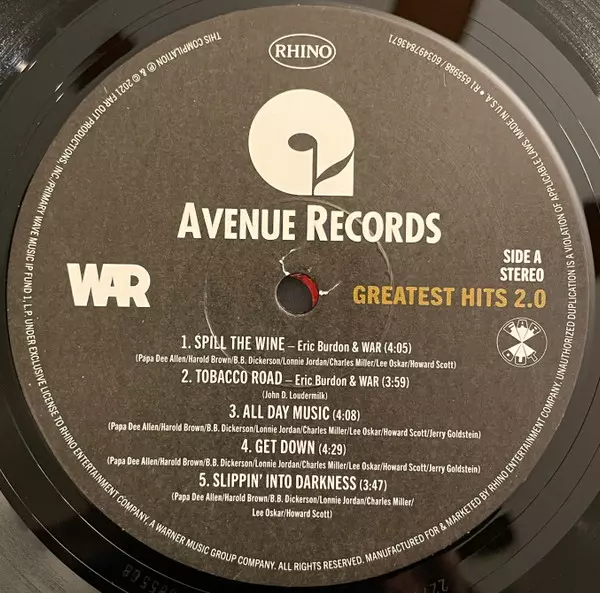 RHINO
AVENUE RECORDS
SIDE A
STEREO
WAR
GREATEST HITS 2.0
FAR OUT
1. SPILL THE WINE – Eric Burdon & WAR (4:05)
(Papa Dee Allen/Harold Brown/B.B. Dickerson/Lonnie Jordan/Charles Miller/Lee Oskar/Howard Scott)
2. TOBACCO ROAD – Eric Burdon & WAR (3:59)
(John D. Loudermilk)
3. ALL DAY MUSIC (4:08)
(Papa Dee Allen/Harold Brown/B.B. Dickerson/Lonnie Jordan/Charles Miller/Lee Oskar/Howard Scott/Jerry Goldstein)
4. GET DOWN (4:29)
(Papa Dee Allen/Harold Brown/B.B. Dickerson/Lonnie Jordan/Charles Miller/Lee Oskar/Howard Scott/Jerry Goldstein)
5. SLIPPIN' INTO DARKNESS (3:47)
(Papa Dee Allen/Harold Brown/B.B. Dickerson/Lonnie Jordan/Charles Miller/
Lee Oskar/Howard Scott)
THIS COMPILATION ℗ & © 2021 FAR OUT PRODUCTIONS, INC./PRIMARY WAVE MUSIC IP FUND 1, L.P. UNDER EXCLUSIVE LICENSE TO RHINO ENTERTAINMENT COMPANY, A WARNER MUSIC GROUP COMPANY. ALL RIGHTS RESERVED. MANUFACTURED FOR & MARKETED BY RHINO ENTERTAINMENT COMPANY. UNAUTHORIZED DUPLICATION IS A VIOLATION OF APPLICABLE LAWS. MADE IN U.S.A. • R1 655988 / 603497843671